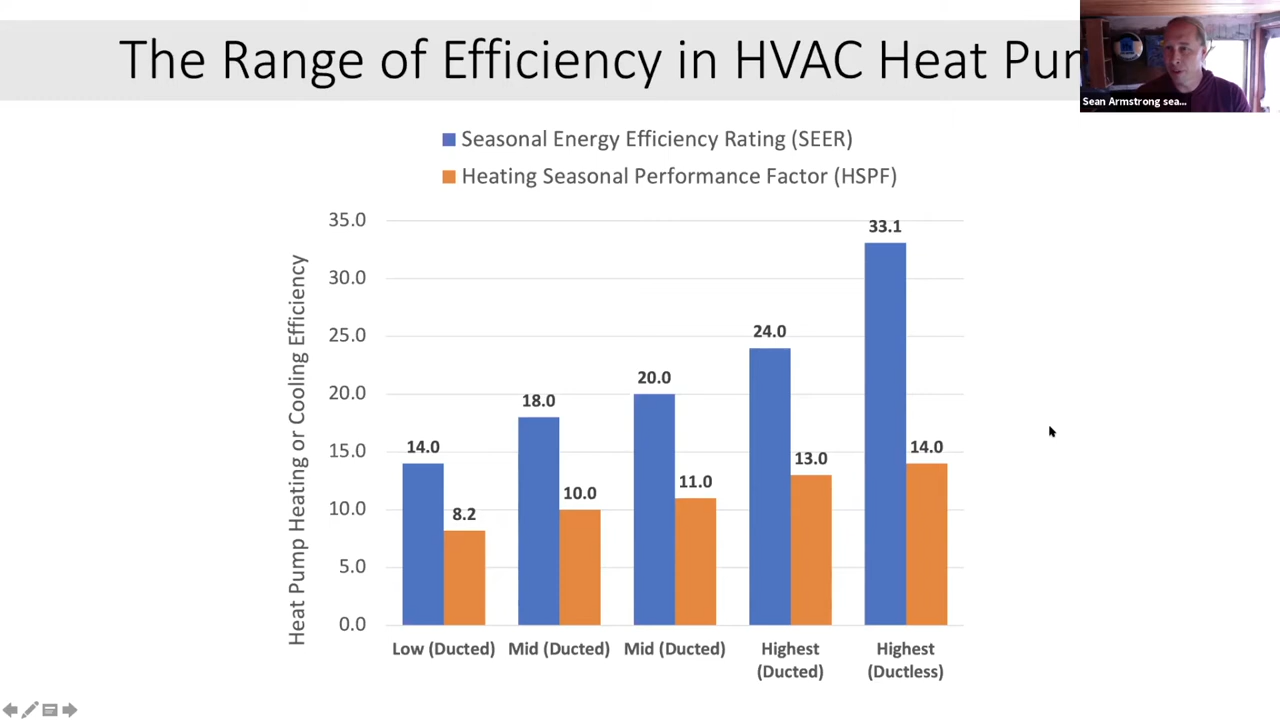 The Range of Efficiency in HVAC Heat
Sean Armstrong sea...
Seasonal Energy Efficiency Rating (SEER)
Heating Seasonal Performance Factor (HSPF)
Heat Pump Heating or Cooling Efficiency
35.0
30.0
25.0
20.0
15.0
10.0
5.0
0.0
14.0
8.2
18.0
10.0
20.0
11.0
24.0
13.0
33.1
14.0
Low (Ducted)
Mid (Ducted)
Mid (Ducted)
Highest
(Ducted)
Highest
(Ductless)